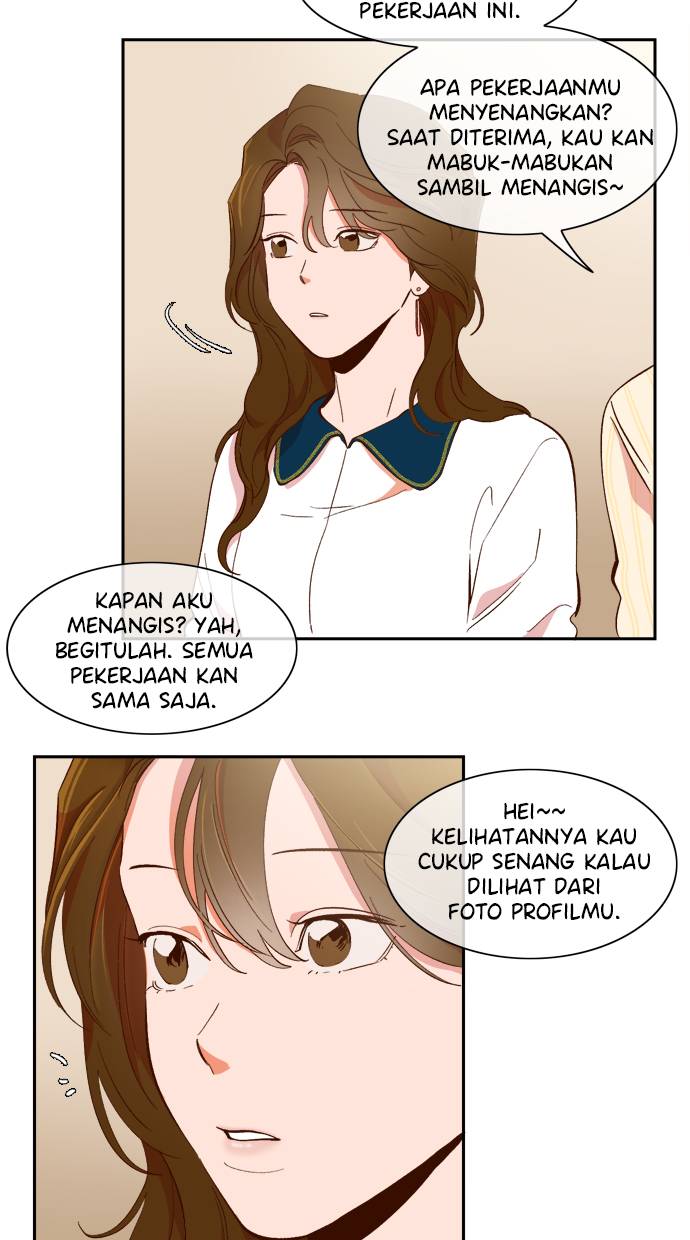 PEKERJAAN INI.
APA PEKERJAANMU
MENYENANGKAN?
SAAT DITERIMA, KAU KAN
MABUK-MABUKAN
SAMBIL MENANGIS~
KAPAN AKU
MENANGIS? YAH,
BEGITULAH. SEMUA
PEKERJAAN KAN
SAMA SAJA.
HEI~~
KELIHATANNYA KAU
CUKUP SENANG KALAU
DILIHAT DARI
FOTO PROFILMU.